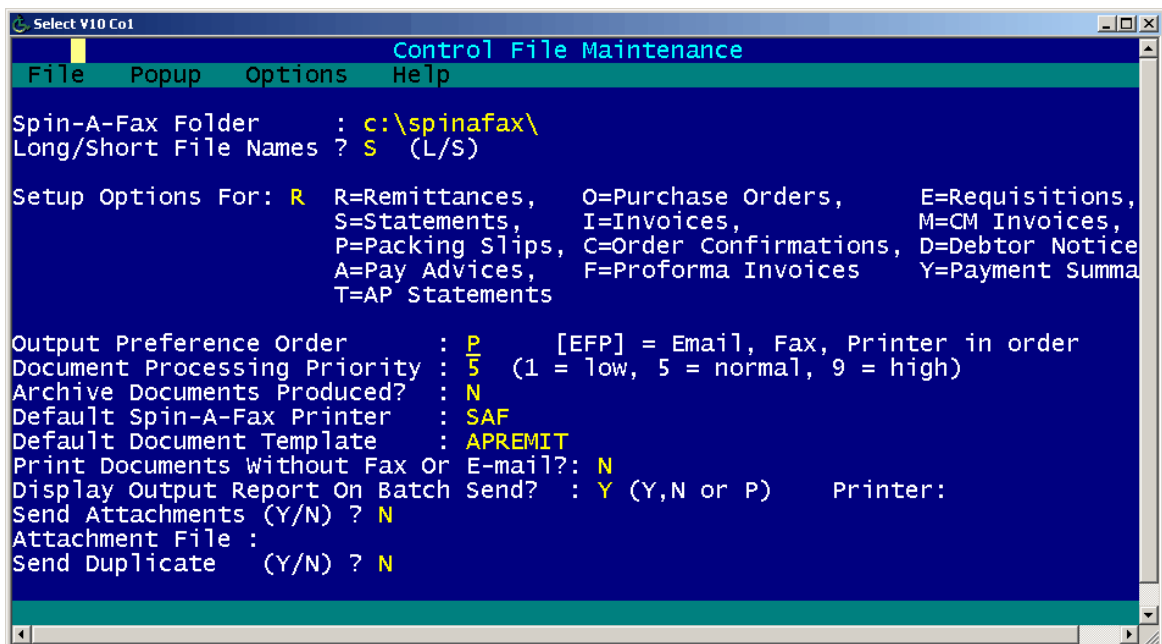 Select V10 Co1
Control File Maintenance
File Popup Options Help
Spin-A-Fax Folder : c:\spinafax\
Long/Short File Names ? S (L/S)
Setup Options For: R R=Remittances, O=Purchase Orders, E=Requisitions,
S=Statements, I=Invoices, M=CM Invoices,
P=Packing Slips, C=Order Confirmations, D=Debtor Notice
A=Pay Advices, F=Proforma Invoices Y=Payment Summa
T=AP Statements
Output Preference Order : P [EFP] = Email, Fax, Printer in order
Document Processing Priority : 5 (1 = low, 5 = normal, 9 = high)
Archive Documents Produced? : N
Default Spin-A-Fax Printer : SAF
Default Document Template : APREMIT
Print Documents Without Fax Or E-mail?: N
Display Output Report On Batch Send? : Y (Y,N or P) Printer:
Send Attachments (Y/N) ? N
Attachment File :
Send Duplicate (Y/N) ? N